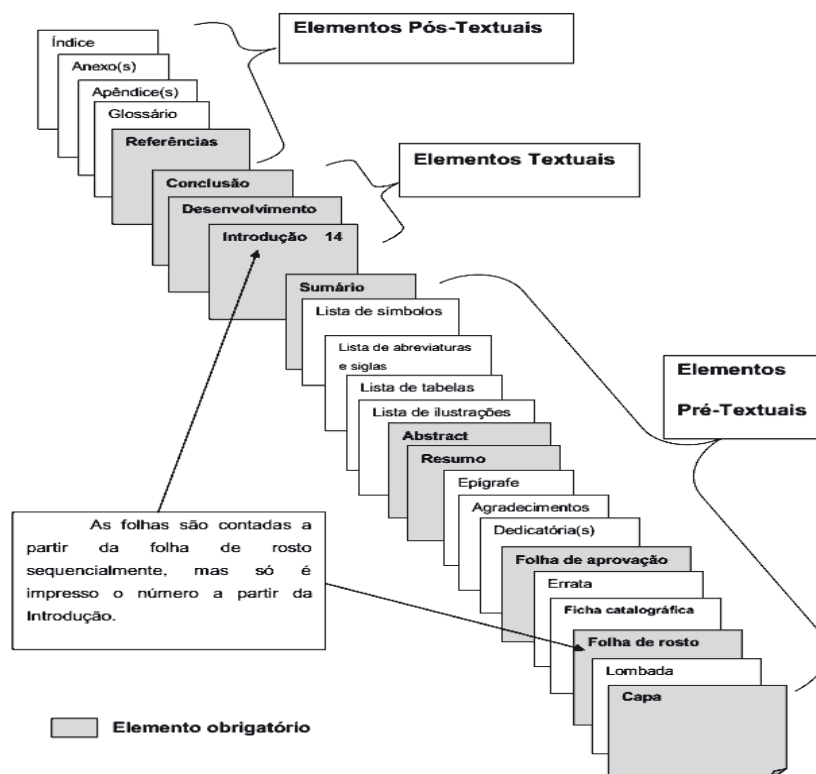 Elementos Pós-Textuais
Índice
Anexo(s)
Apêndice(s)
Glossário
Referências
Elementos Textuais
Conclusão
Desenvolvimento
Introdução 14
Sumário
Lista de símbolos
Lista de abreviaturas
e siglas
Lista de tabelas
Lista de ilustrações
Abstract
Resumo
Epígrafe
Agradecimentos
Dedicatória(s)
Folha de aprovação
Errata
Ficha catalográfica
Folha de rosto
Lombada
Capa
Elementos
Pré-Textuais
As folhas são contadas a
partir da folha de rosto
sequencialmente, mas só é
impresso o número a partir da
Introdução.
Elemento obrigatório